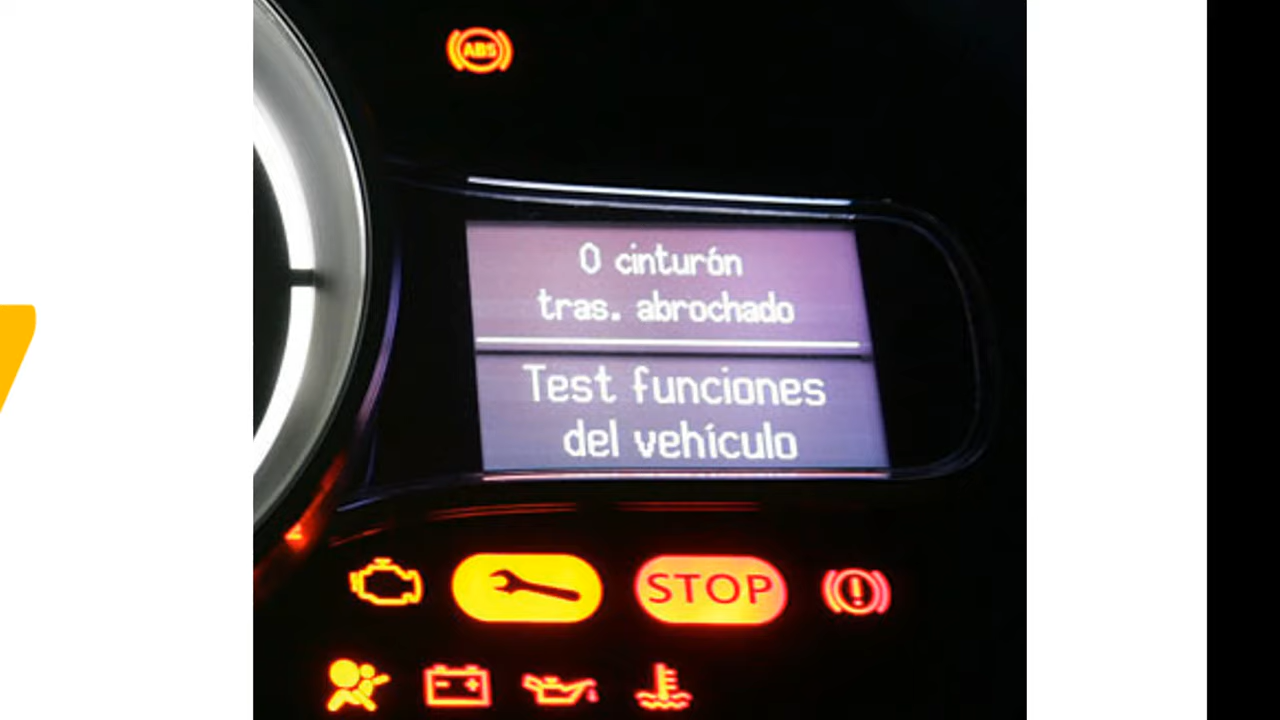 ABS
0 cinturón
tras. abrochado
Test funciones
del vehículo
STOP